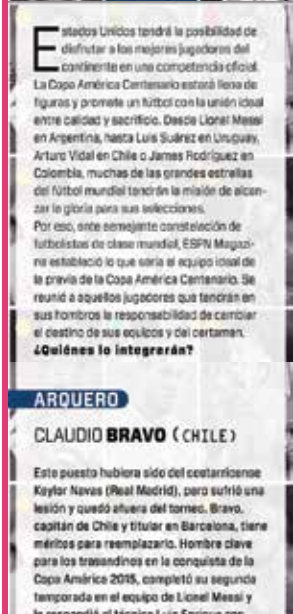 Estados Unidos tendrá la posibilidad de
disfrutar a los mejores jugadores del
continente en una competencia oficial.
La Copa América Centenario estará llena de
figuras y promete un fútbol con la unión ideal
entre calidad y sacrificio. Desde Lionel Messi
en Argentina, hasta Luis Suárez en Uruguay,
Arturo Vidal en Chile o James Rodríguez en
Colombia, muchas de las grandes estrellas
del fútbol mundial tendrán la misión de alcan-
zar la gloria para sus selecciones.
Por eso, ante semejante constelación de
futbolistas de clase mundial, ESPN Magazi-
ne estableció lo que sería el equipo ideal de
la previa de la Copa América Centenario. Se
reunió a aquellos jugadores que tendrán en
sus hombros la responsabilidad de cambiar
el destino de sus equipos y del certamen.
¿Quiénes lo integrarán?
ARQUERO
CLAUDIO BRAVO (CHILE)
Este puesto hubiera sido del costarricense
Keylor Navas (Real Madrid), pero sufrió una
lesión y quedó afuera del torneo. Bravo,
capitán de Chile y titular en Barcelona, tiene
méritos para reemplazarlo. Hombre clave
para los trasandinos en la conquista de la
Copa América 2015, completó su segunda
temporada en el equipo de Lionel Messi y
le respondió al técnico Luis Enrique con